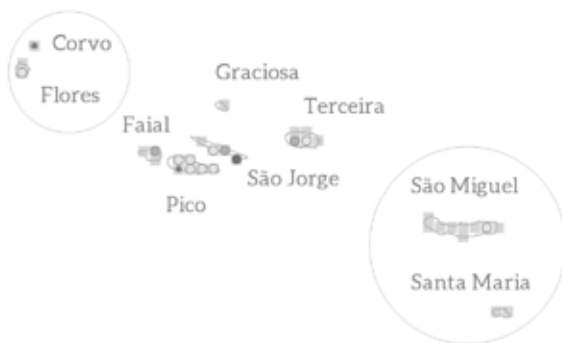 Corvo
Flores
Graciosa
Terceira
Faial
São Jorge
Pico
São Miguel
Santa Maria